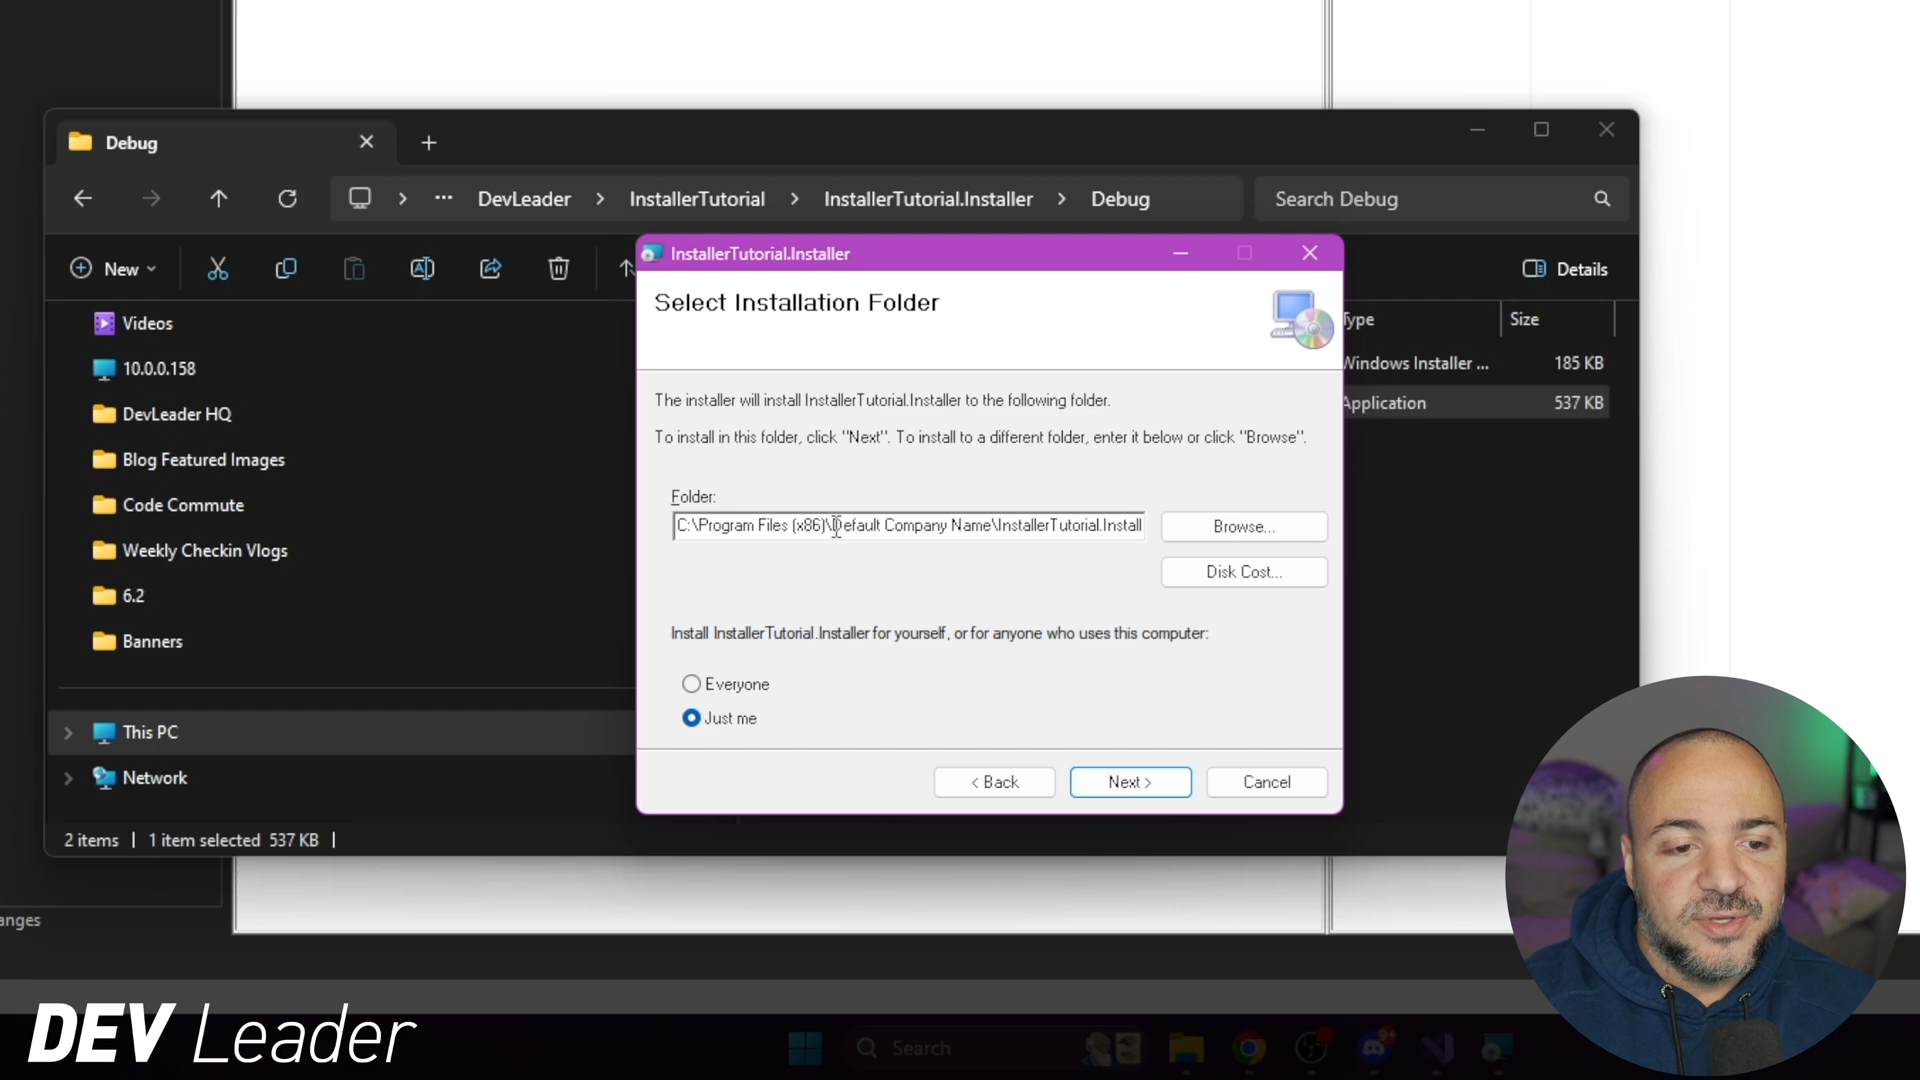 Debug
DevLeader
InstallerTutorial
InstallerTutorial.Installer
Debug
Search Debug
New
Details
InstallerTutorial.Installer
Select Installation Folder
The installer will install InstallerTutorial.Installer to the following folder.
To install in this folder, click "Next". To install to a different folder, enter it below or click "Browse".
Folder:
C:\Program Files (x86)\Default Company Name\InstallerTutorial.Install
Browse...
Disk Cost...
Install InstallerTutorial.Installer for yourself, or for anyone who uses this computer:
Everyone
Just me
< Back
Next >
Cancel
Type
Size
Windows Installer ...
185 KB
Application
537 KB
Videos
10.0.0.158
DevLeader HQ
Blog Featured Images
Code Commute
Weekly Checkin Vlogs
6.2
Banners
This PC
Network
2 items
1 item selected 537 KB
anges
DEV Leader
Search